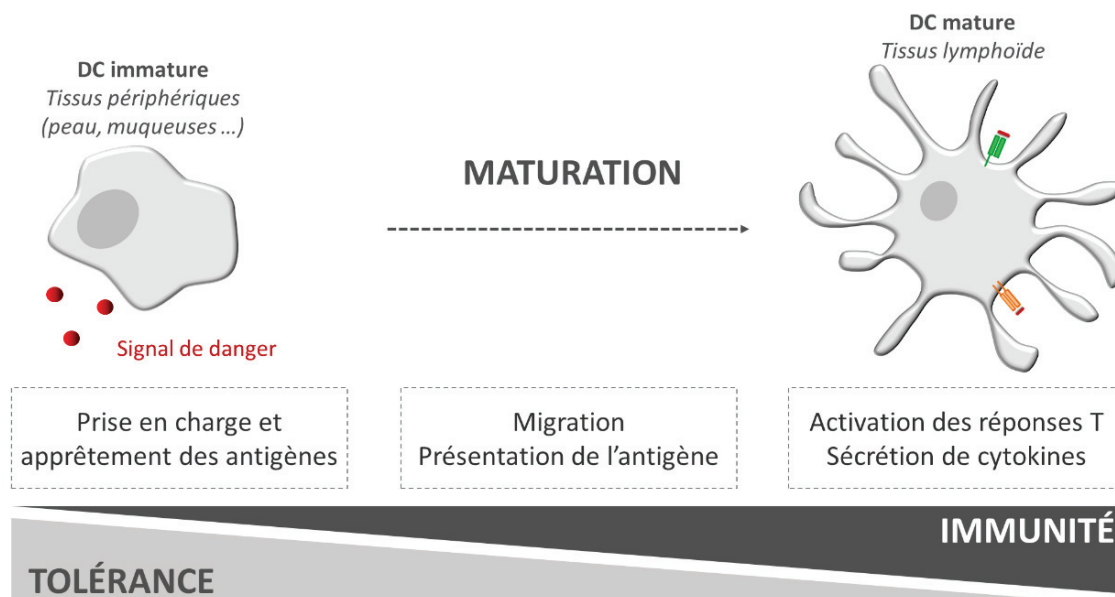 DC immature
Tissus périphériques
(peau, muqueuses ...)
Signal de danger
MATURATION
DC mature
Tissus lymphoïde
Prise en charge et
apprêtement des antigènes
Migration
Présentation de l'antigène
Activation des réponses T
Sécrétion de cytokines
IMMUNITÉ
TOLÉRANCE